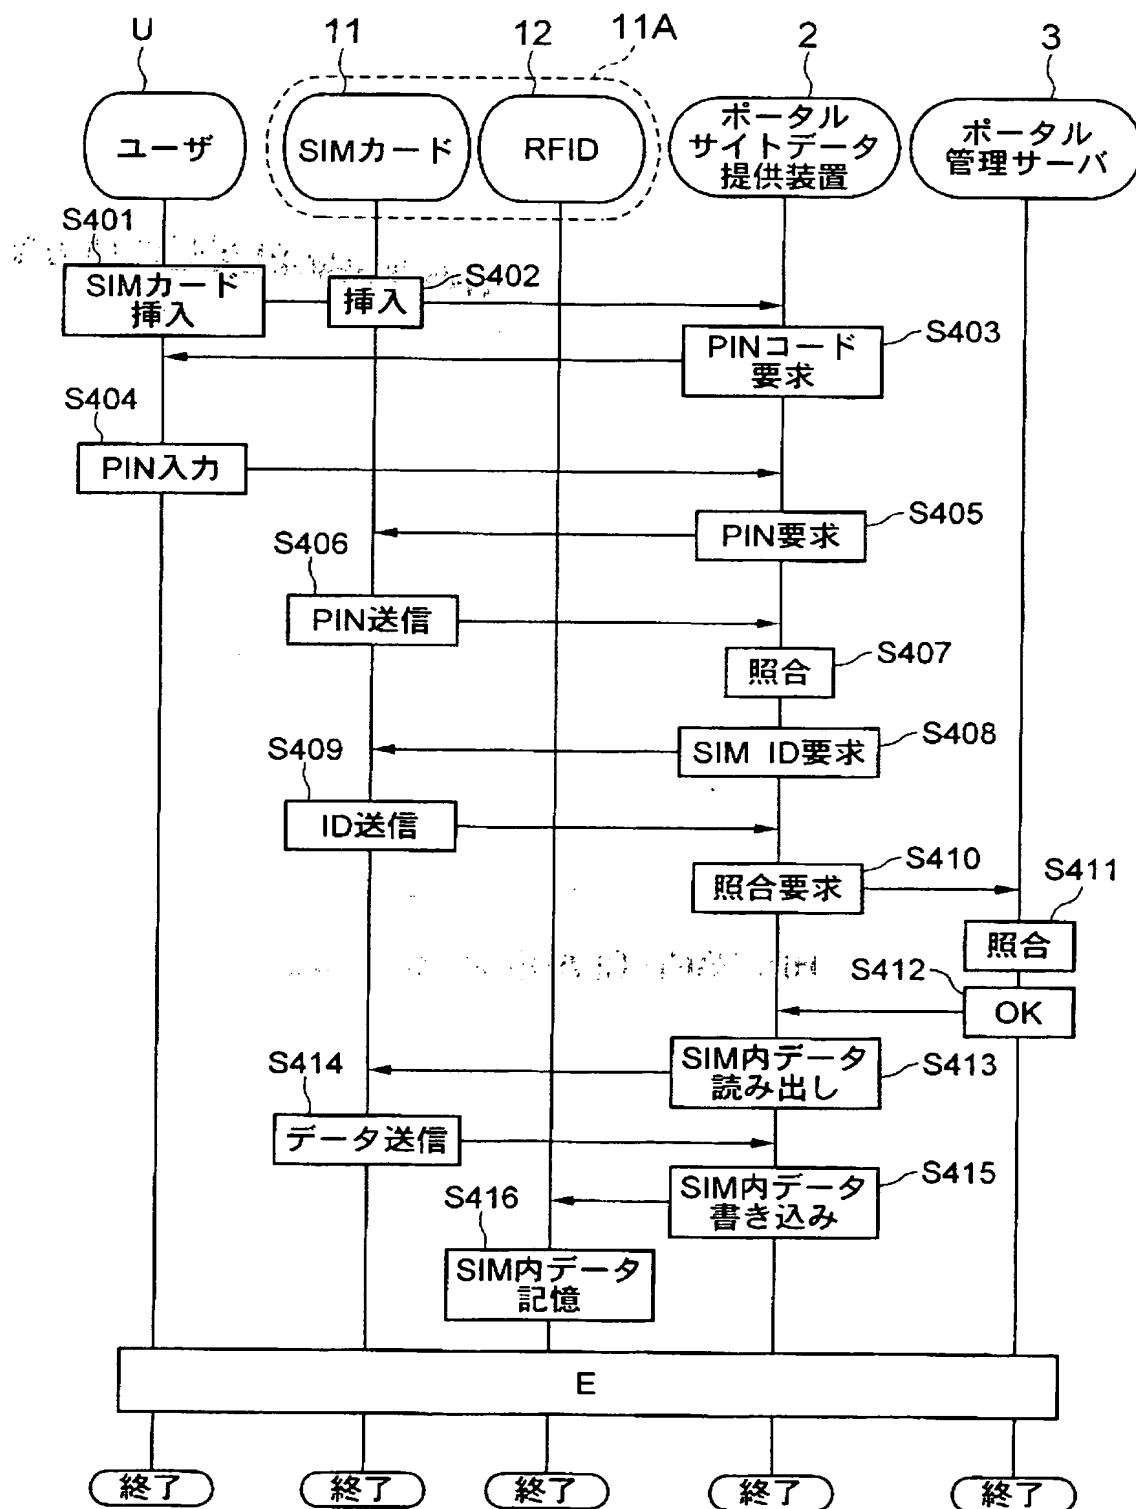 U
11
12
11A
2
3
ユーザ
SIMカード
RFID
ポータル
サイトデータ
提供装置
ポータル
管理サーバ
S401
SIMカード
挿入
S402
挿入
S403
PINコード
要求
S404
PIN入力
S405
PIN要求
S406
PIN送信
S407
照合
S408
SIM ID要求
S409
ID送信
S410
照合要求
S411
照合
S412
OK
S413
SIM内データ
読み出し
S414
データ送信
S415
SIM内データ
書き込み
S416
SIM内データ
記憶
E
終了
終了
終了
終了
終了